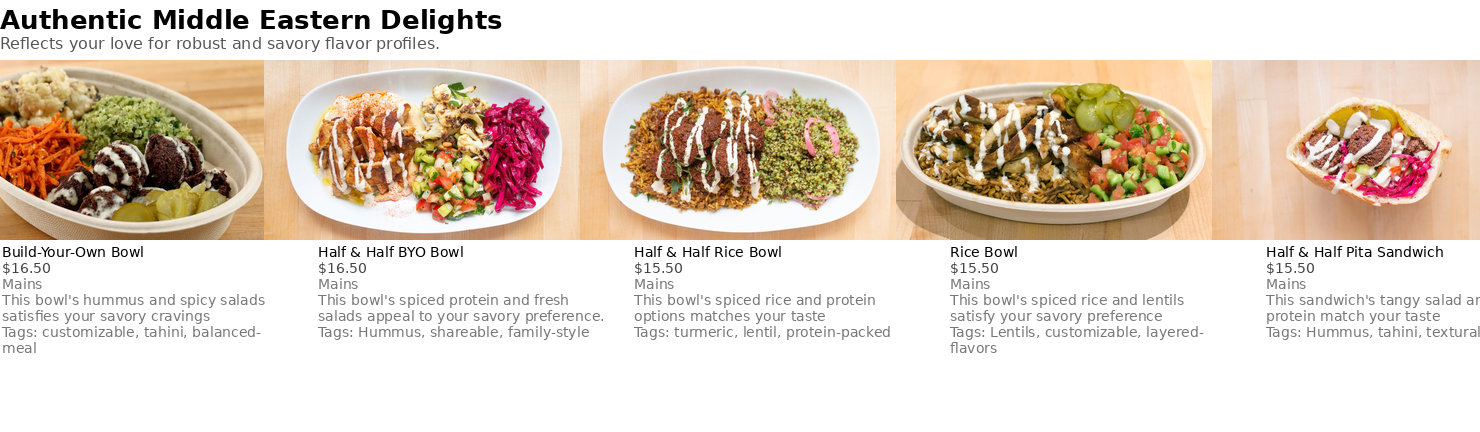 Authentic Middle Eastern Delights
Reflects your love for robust and savory flavor profiles.
Build-Your-Own Bowl
$16.50
Mains
This bowl's hummus and spicy salads
satisfies your savory cravings
Tags: customizable, tahini, balanced-
meal
Half & Half BYO Bowl
$16.50
Mains
This bowl's spiced protein and fresh
salads appeal to your savory preference.
Tags: Hummus, shareable, family-style
Half & Half Rice Bowl
$15.50
Mains
This bowl's spiced rice and protein
options matches your taste
Tags: turmeric, lentil, protein-packed
Rice Bowl
$15.50
Mains
This bowl's spiced rice and lentils
satisfy your savory preference
Tags: Lentils, customizable, layered-
flavors
Half & Half Pita Sandwich
$15.50
Mains
This sandwich's tangy salad
protein match your taste
Tags: Hummus, tahini, textural